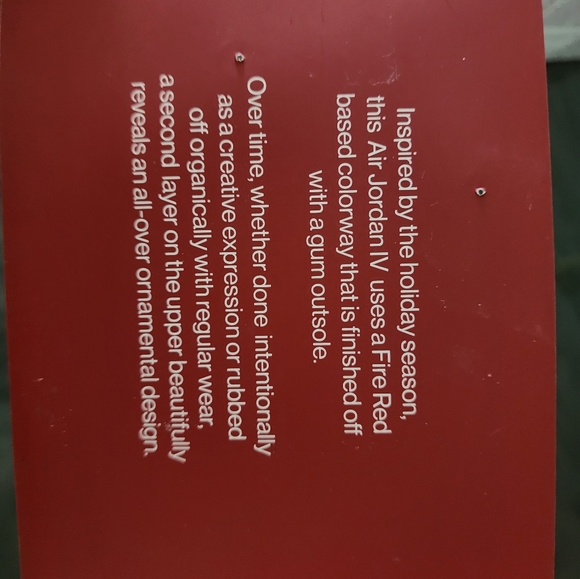 Inspired by the holiday season,
this Air Jordan IV uses a Fire Red
based colorway that is finished off
with a gum outsole.
Over time, whether done intentionally
as a creative expression or rubbed
off organically with regular wear,
a second layer on the upper beautifully
reveals an all-over ornamental design.